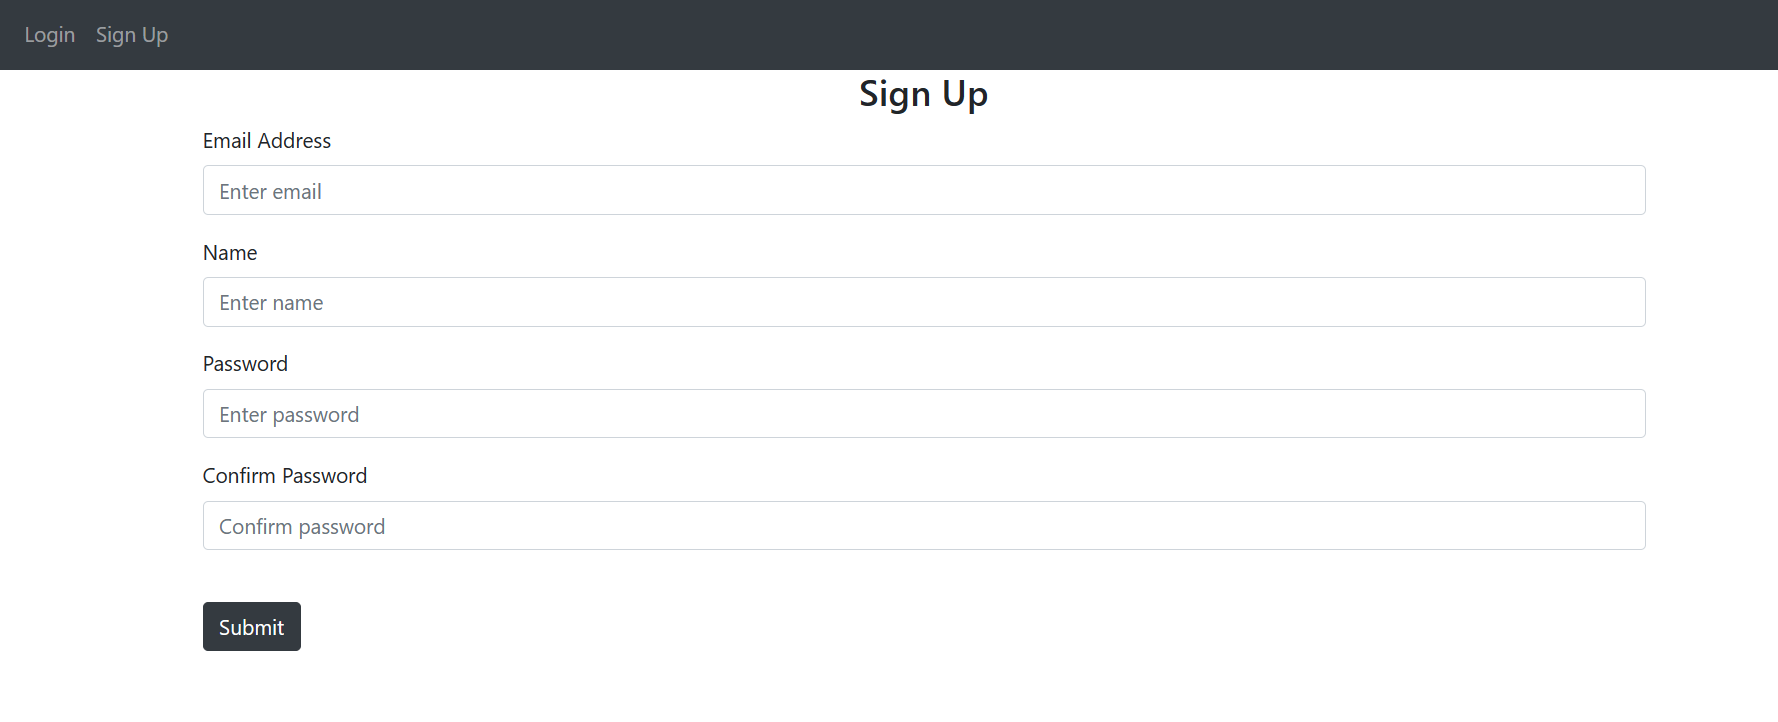 Login Sign Up
Sign Up
Email Address
Enter email
Name
Enter name
Password
Enter password
Confirm Password
Confirm password
Submit